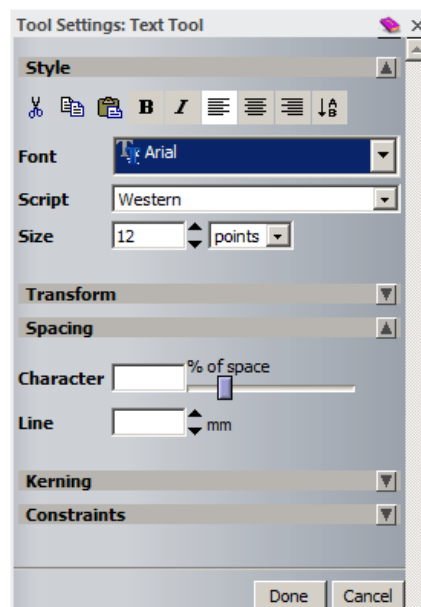 Tool Settings: Text Tool
Style
B I A B
Font Arial
Script Western
Size 12 points
Transform
Spacing
Character % of space
Line mm
Kerning
Constraints
Done Cancel